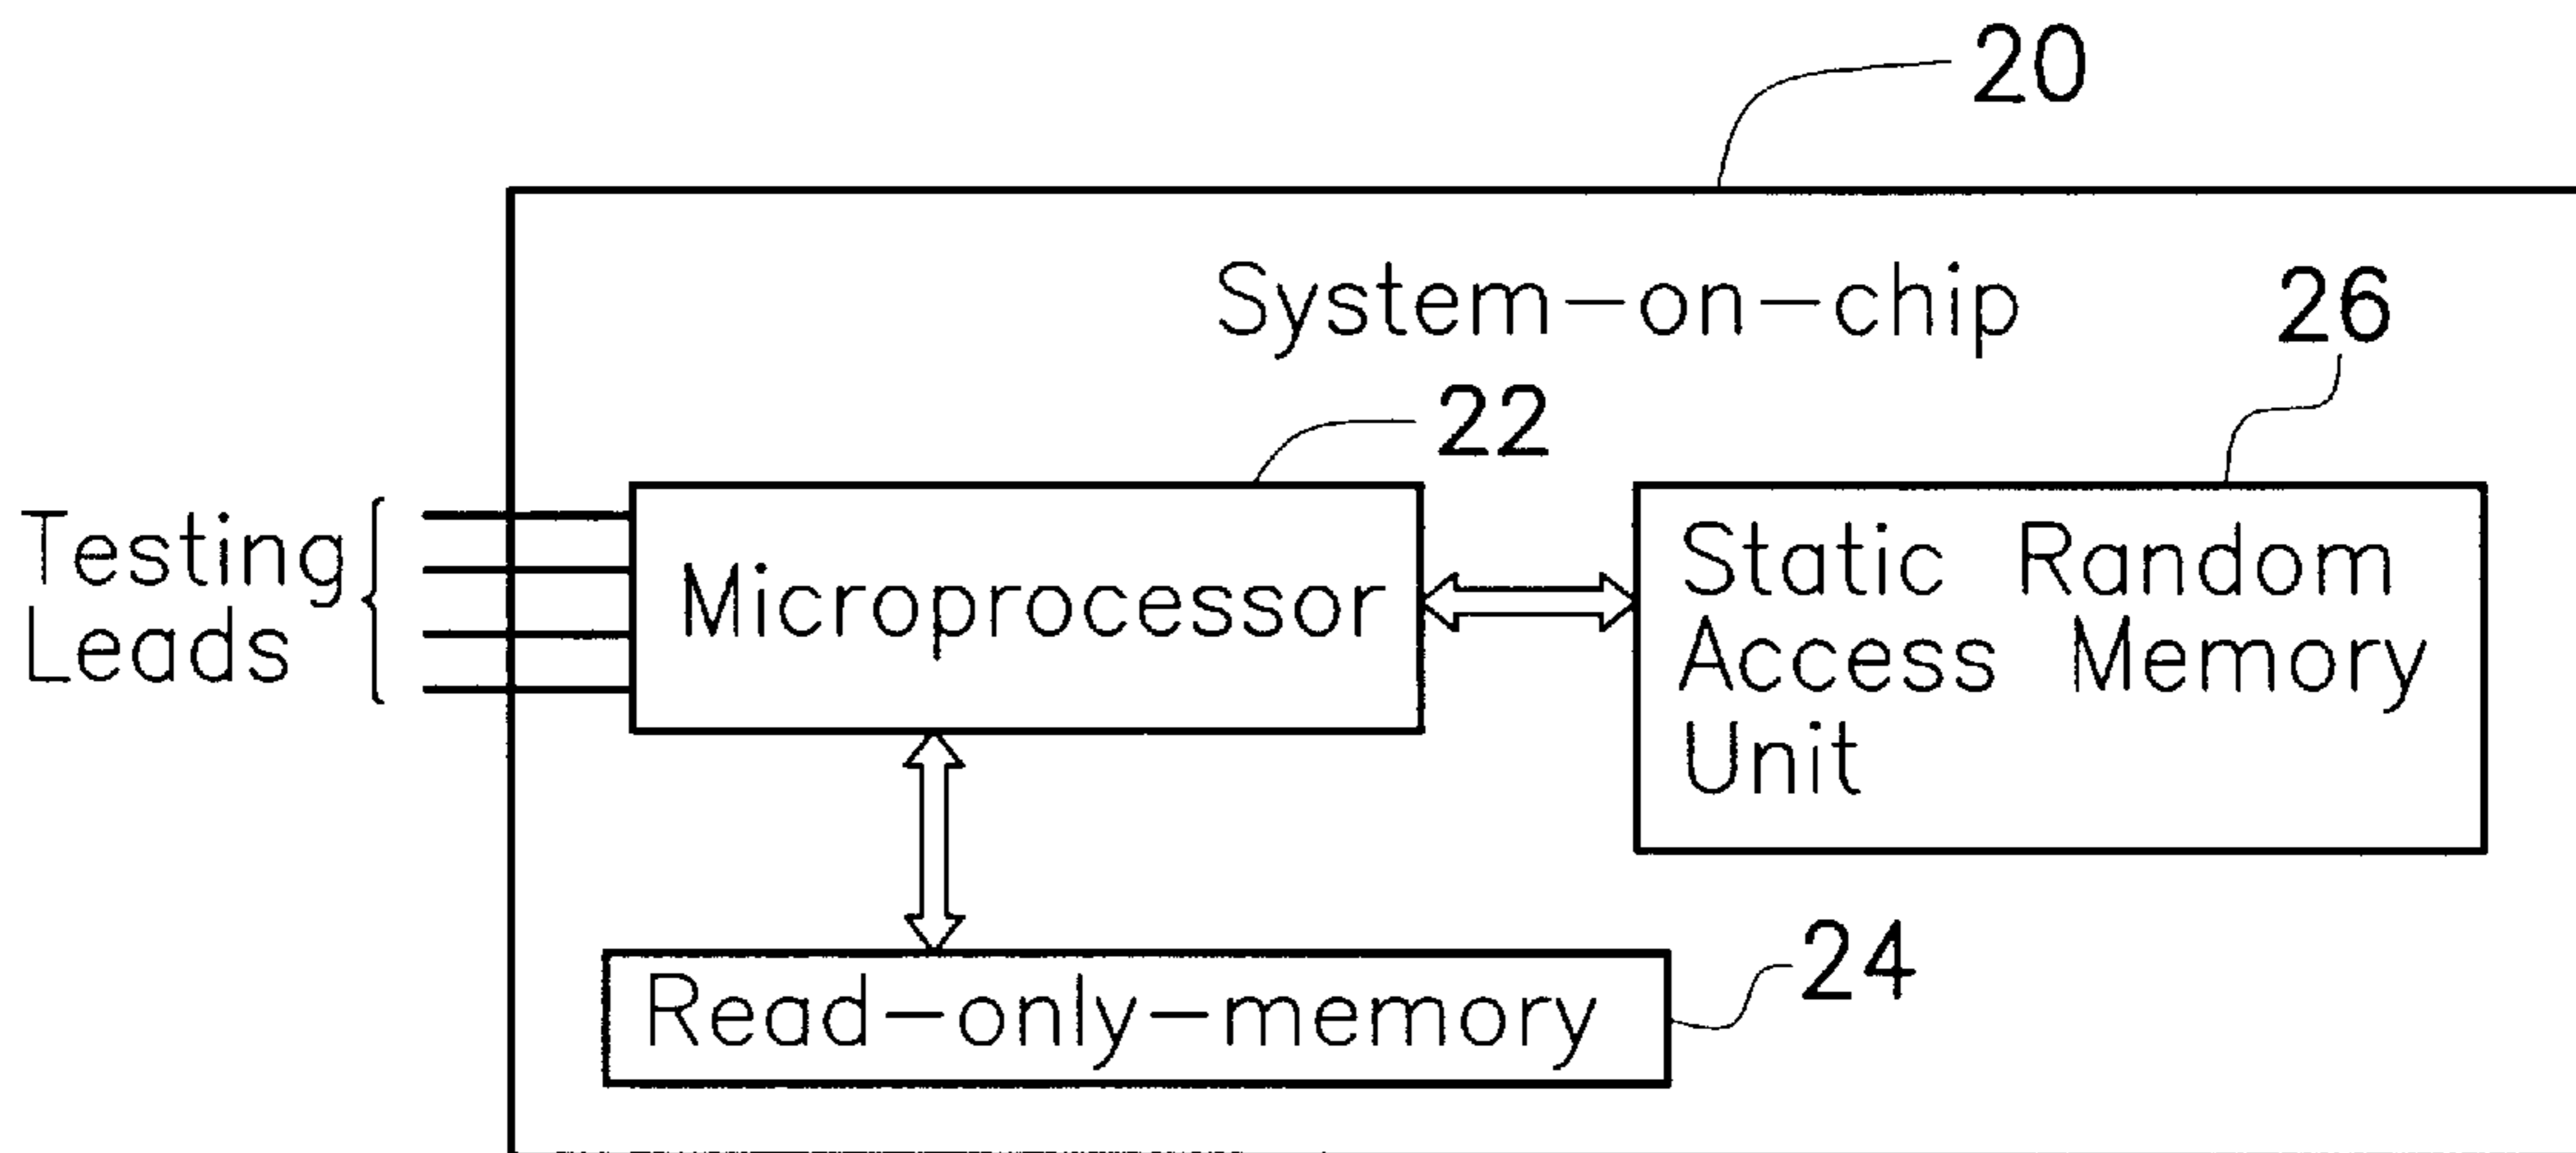 20
System-on-chip
26
22
Testing
Leads
Microprocessor
Static Random
Access Memory
Unit
24
Read-only-memory